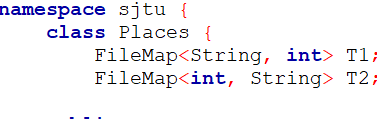 namespace sjtu {
class Places {
FileMap<String, int> T1;
FileMap<int, String> T2;